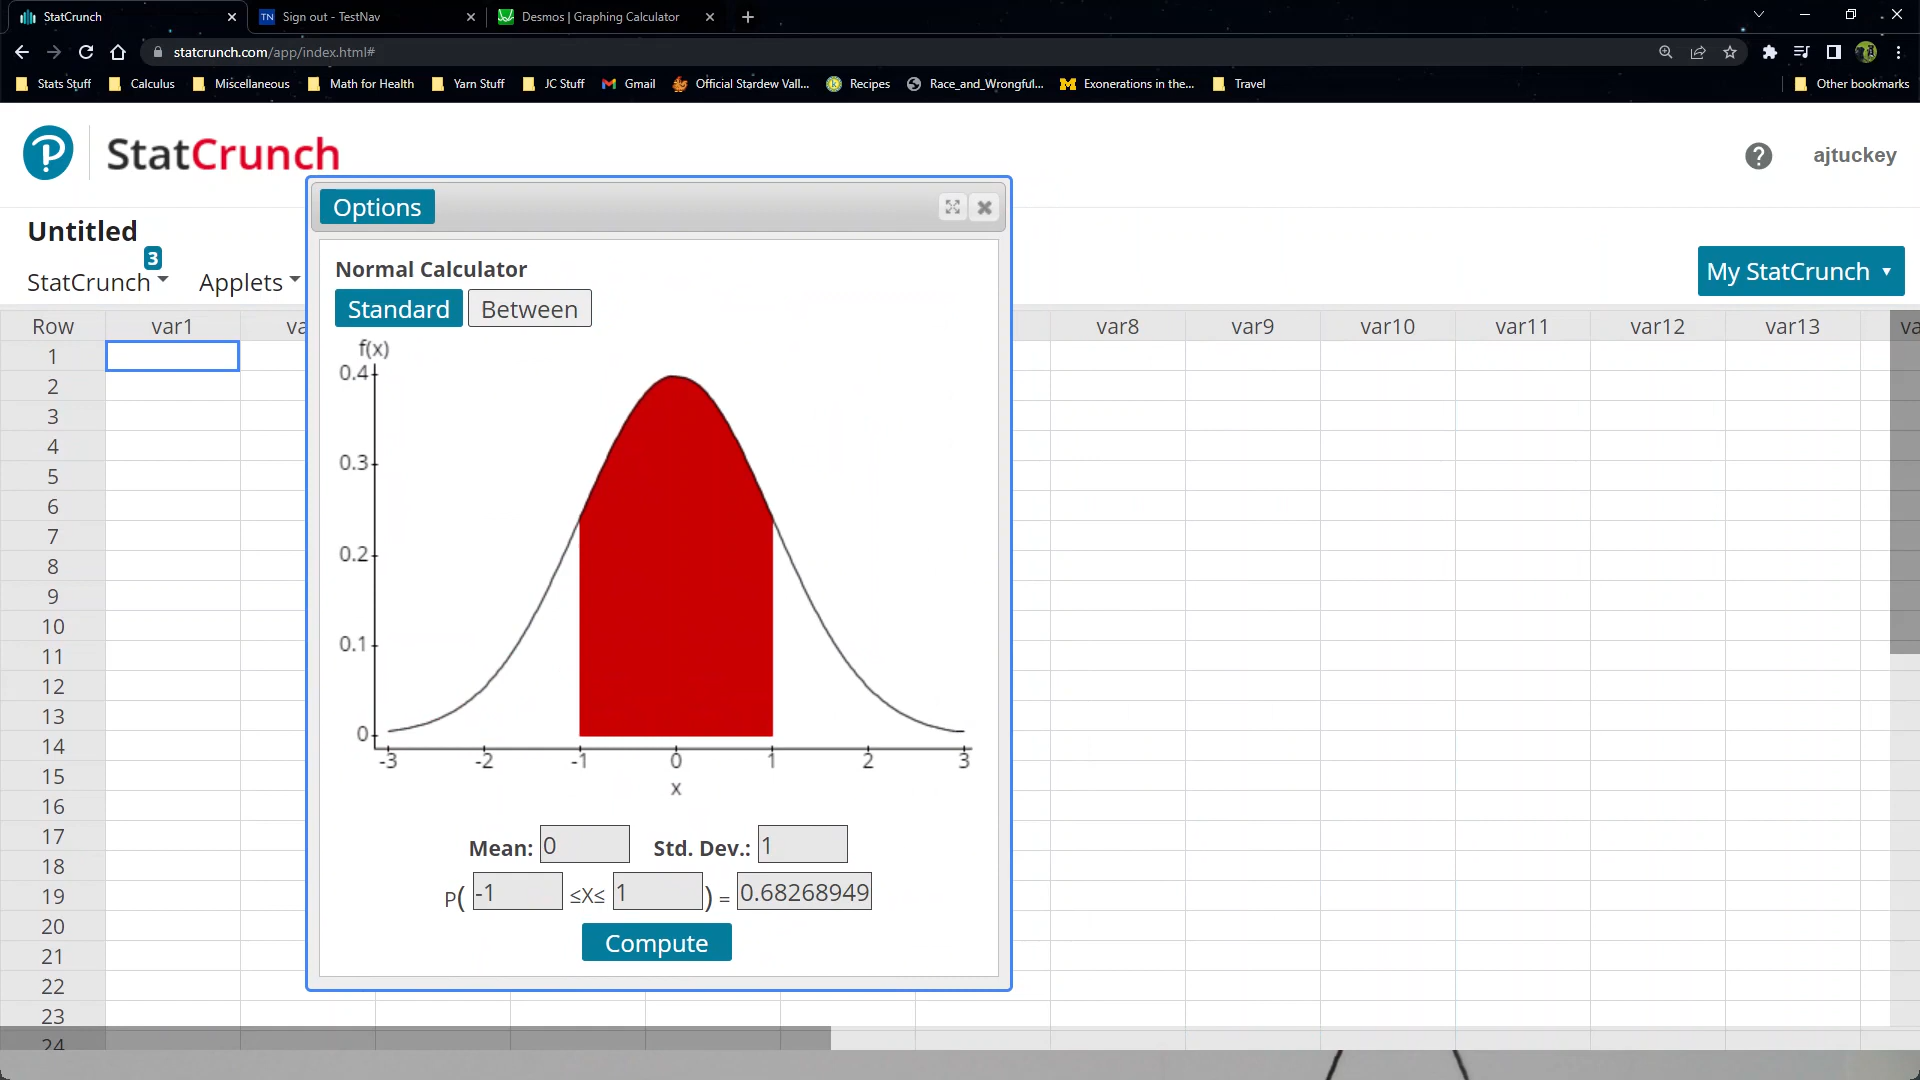 StatCrunch
TN Sign out - TestNav
Desmos | Graphing Calculator
statcrunch.com/app/index.html#
Stats Stuff Calculus Miscellaneous Math for Health Yarn Stuff JC Stuff Gmail Official Stardew Vall... Recipes Race_and_Wrongful... Exonerations in the... Travel Other bookmarks
StatCrunch
? ajtuckey
Untitled
StatCrunch 3 Applets
My StatCrunch
Options
Normal Calculator
Standard Between
Row var1 va var8 var9 var10 var11 var12 var13 va
1
2
3
4
5
6
7
8
9
10
11
12
13
14
15
16
17
18
19
20
21
22
23
24
f(x)
0.4
0.3
0.2
0.1
0
-3 -2 -1 0 1 2 3
x
Mean: 0 Std. Dev.: 1
P( -1 ≤X≤ 1 ) = 0.68268949
Compute